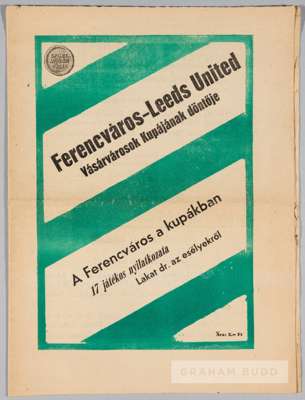 Ferencváros–Leeds United
Vásárvárosok Kupájának döntője
A Ferencváros a kupákban
17 játékos nyilatkozata
Lakat dr. az esélyekről
GRAHAM BUDD